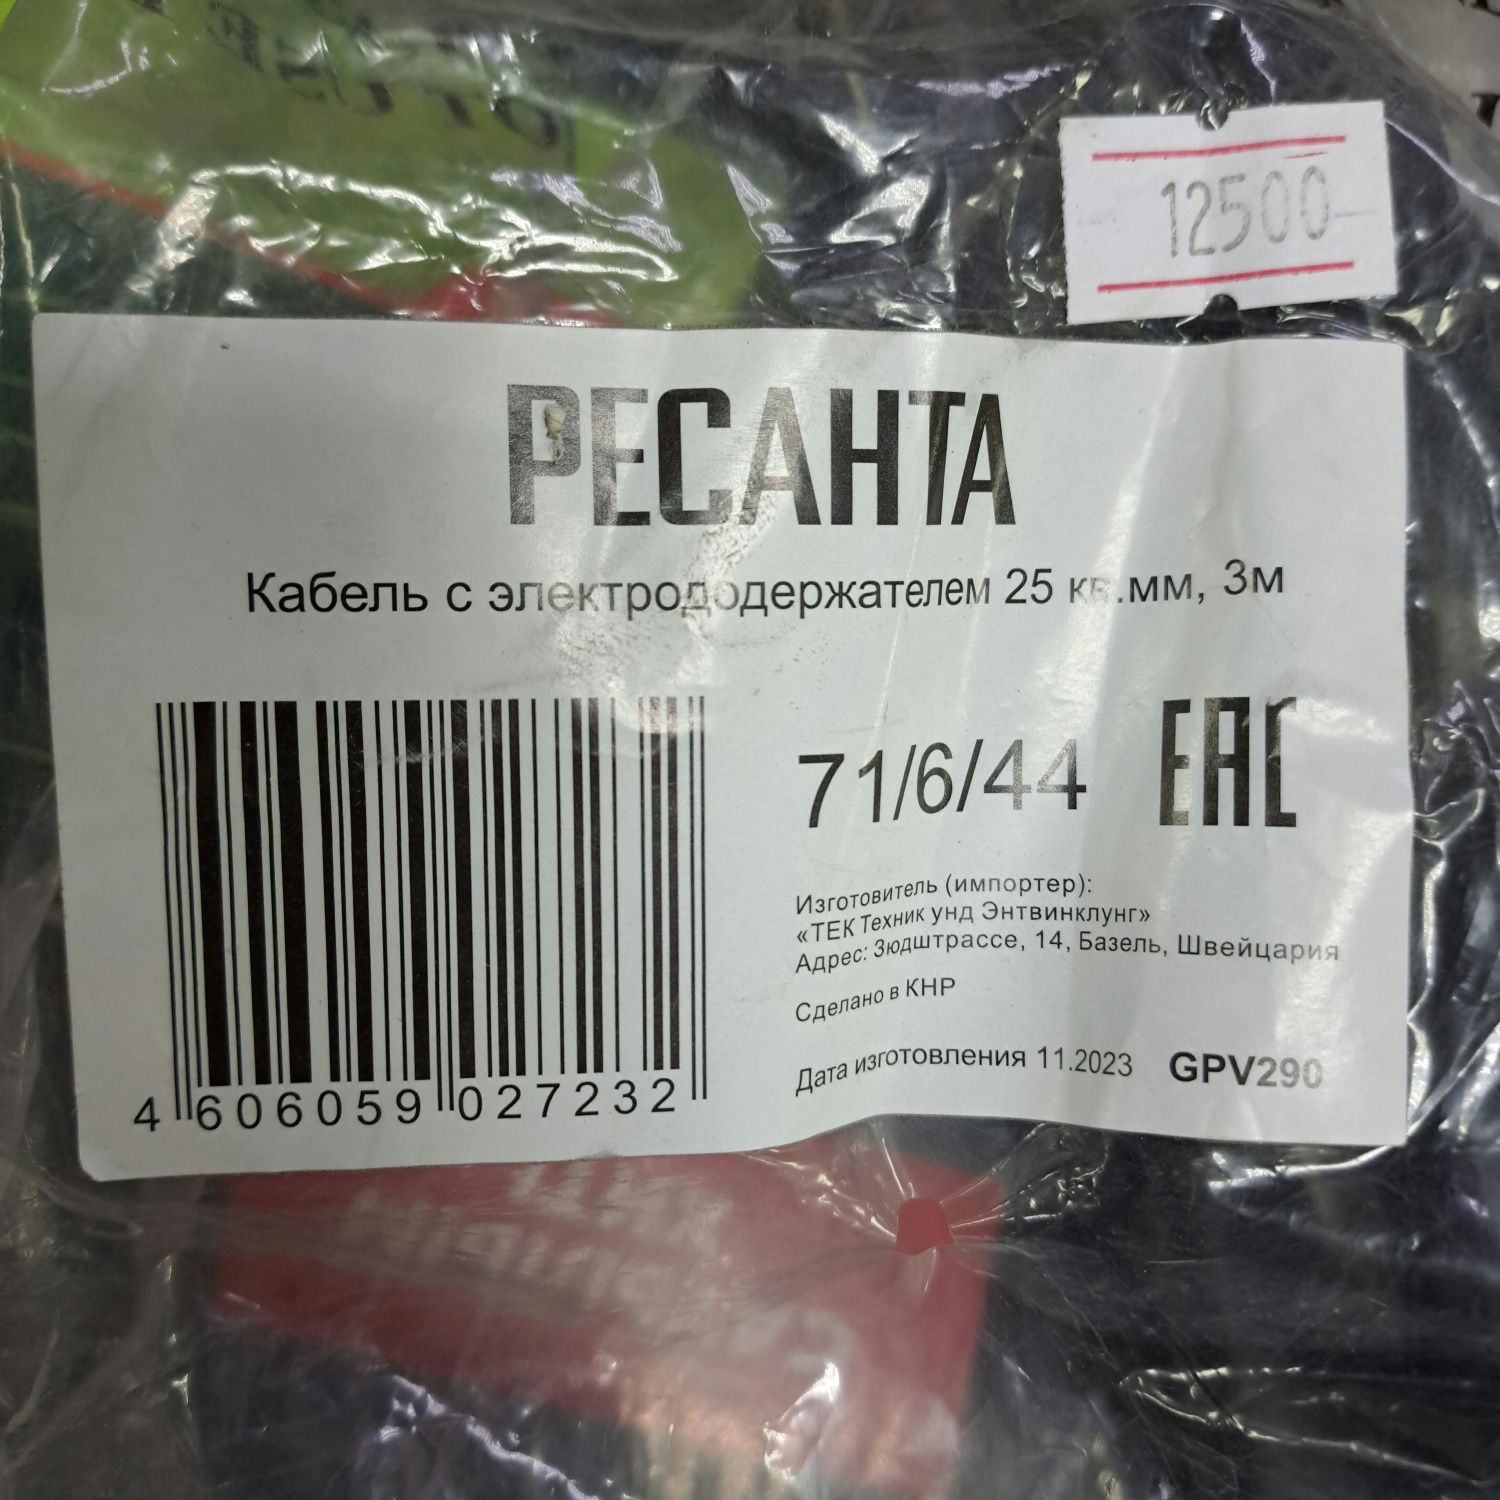 12500
РЕСАНТА
Кабель с электрододержателем 25 кв.мм, 3м
71/6/44 ЕАС
Изготовитель (импортер):
«ТЕК Техник унд Энтвинклунг»
Адрес: Зюдштрассе, 14, Базель, Швейцария
Сделано в КНР
Дата изготовления 11.2023 GPV290
4 606059 027232